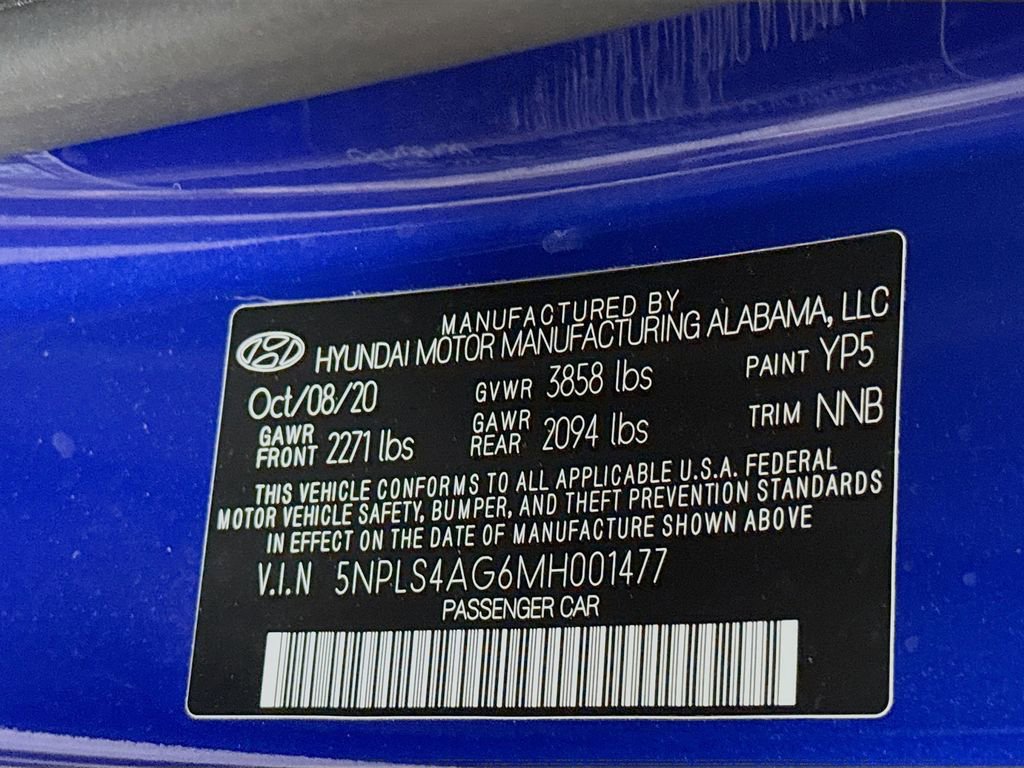 MANUFACTURED BY
HYUNDAI MOTOR MANUFACTURING ALABAMA, LLC
Oct/08/20 GVWR 3858 lbs PAINT YP5
GAWR FRONT 2271 lbs GAWR REAR 2094 lbs TRIM NNB
THIS VEHICLE CONFORMS TO ALL APPLICABLE U.S.A. FEDERAL
MOTOR VEHICLE SAFETY, BUMPER, AND THEFT PREVENTION STANDARDS
IN EFFECT ON THE DATE OF MANUFACTURE SHOWN ABOVE
V.I.N 5NPLS4AG6MH001477
PASSENGER CAR